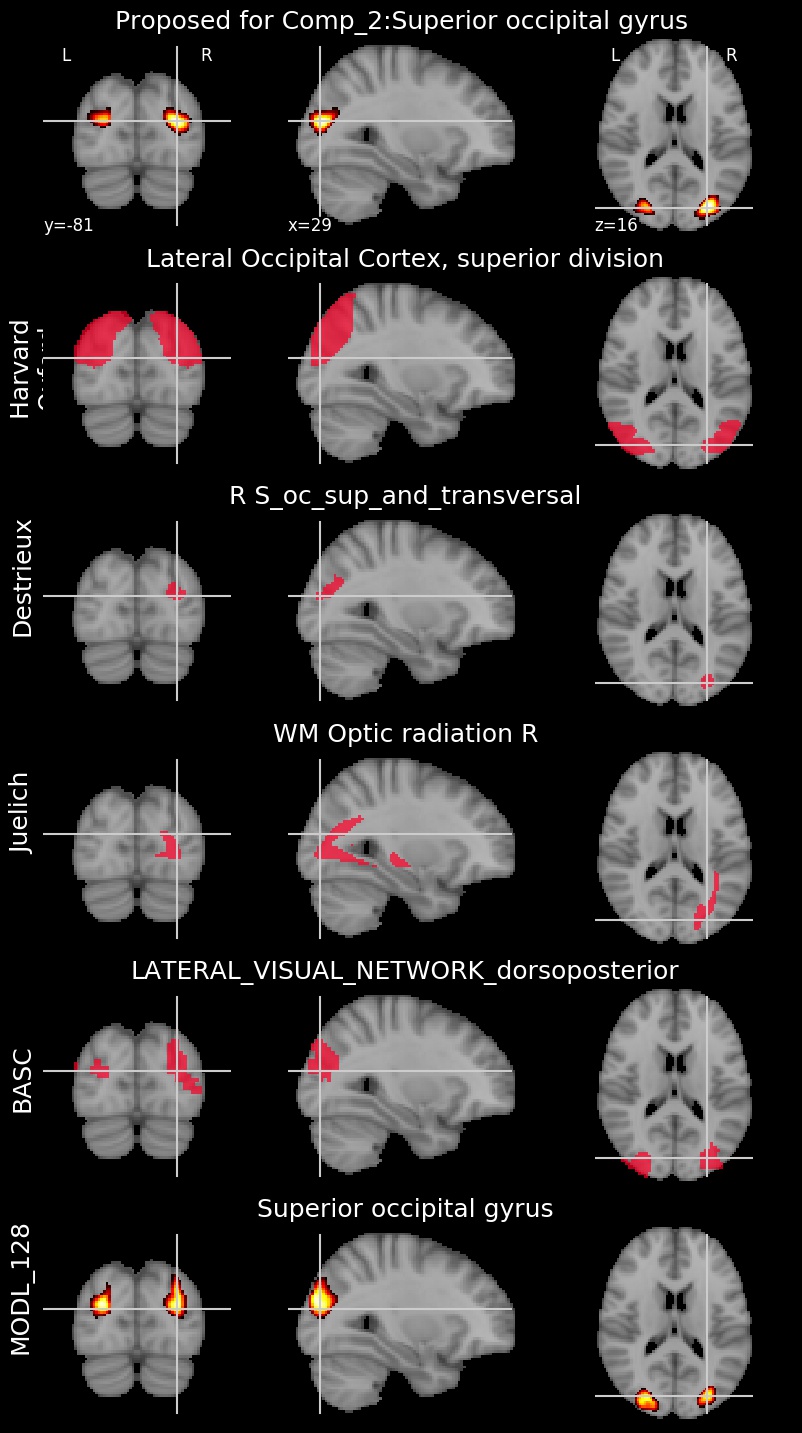 Proposed for Comp_2:Superior occipital gyrus
L R L R
y=-81 x=29 z=16
Lateral Occipital Cortex, superior division
Harvard
R S_oc_sup_and_transversal
Destrieux
WM Optic radiation R
Juelich
LATERAL_VISUAL_NETWORK_dorsoposterior
BASC
Superior occipital gyrus
MODL_128